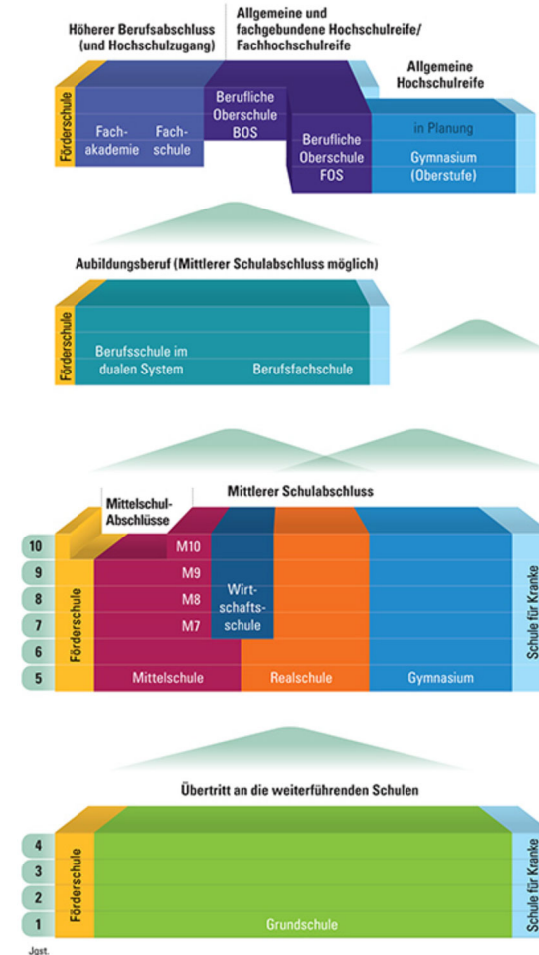 Höherer Berufsabschluss
(und Hochschulzugang)
Allgemeine und
fachgebundene Hochschulreife/
Fachhochschulreife
Allgemeine
Hochschulreife
Förderschule
Fach-
akademie
Fach-
schule
Berufliche
Oberschule
BOS
Berufliche
Oberschule
FOS
in Planung
Gymnasium
(Oberstufe)
Aubildungsberuf (Mittlerer Schulabschluss möglich)
Förderschule
Berufsschule im
dualen System
Berufsfachschule
Mittelschul-
Abschlüsse
Mittlerer Schulabschluss
10
9
8
7
6
5
Förderschule
M10
M9
M8
M7
Wirt-
schafts-
schule
Mittelschule
Realschule
Gymnasium
Schule für Kranke
Übertritt an die weiterführenden Schulen
4
3
2
1
Förderschule
Grundschule
Schule für Kranke
Jgst.